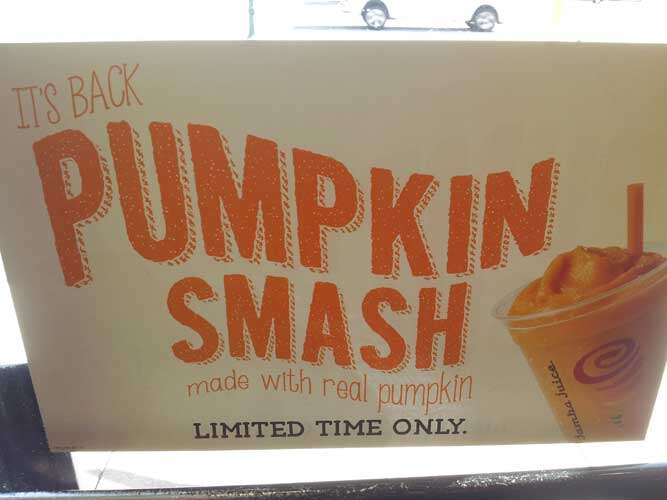 IT'S BACK
PUMPKIN
SMASH
made with real pumpkin
LIMITED TIME ONLY.
Jamba Juice